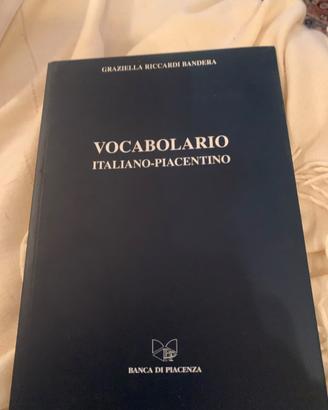 GRAZIELLA RICCARDI BANDERA
VOCABOLARIO
ITALIANO-PIACENTINO
BANCA DI PIACENZA